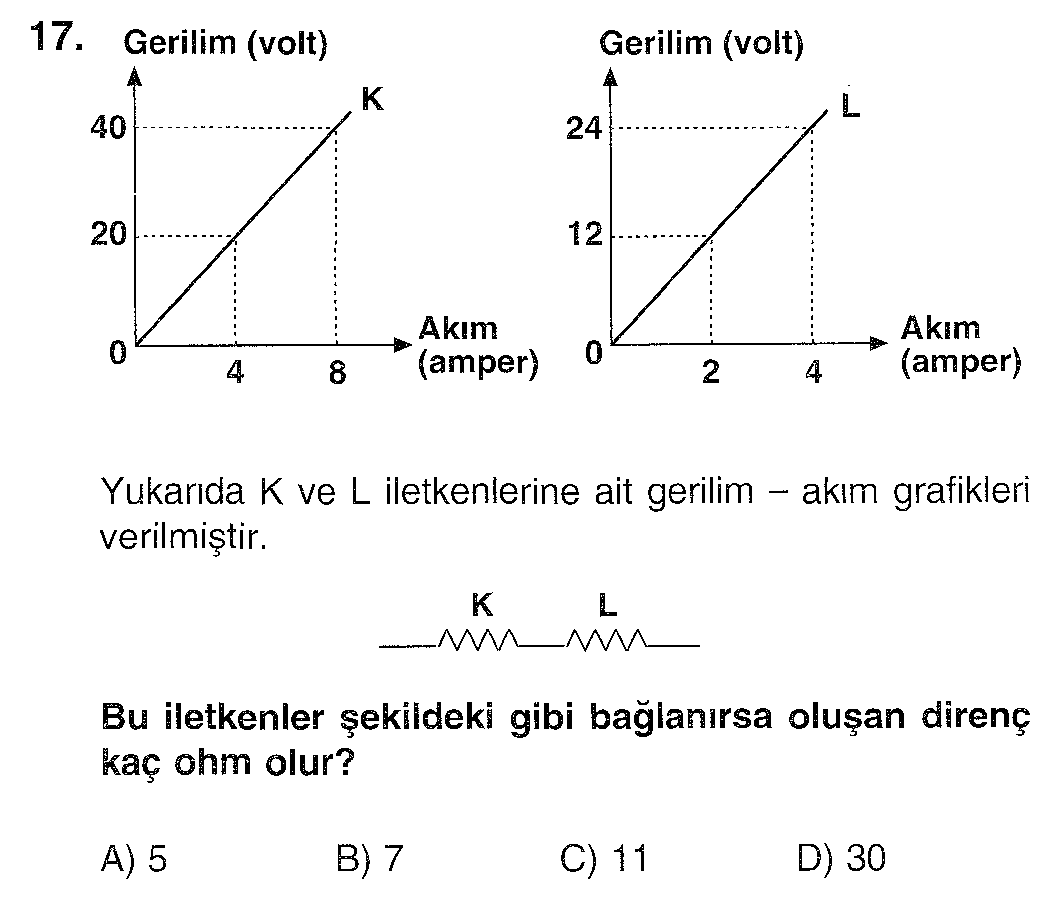 17.
Gerilim (volt)
K
40
20
0
4
8
Akım
(amper)
Gerilim (volt)
L
24
12
0
2
4
Akım
(amper)
Yukarıda K ve L iletkenlerine ait gerilim – akım grafikleri
verilmiştir.
K L
Bu iletkenler şekildeki gibi bağlanırsa oluşan direnç
kaç ohm olur?
A) 5 B) 7 C) 11 D) 30